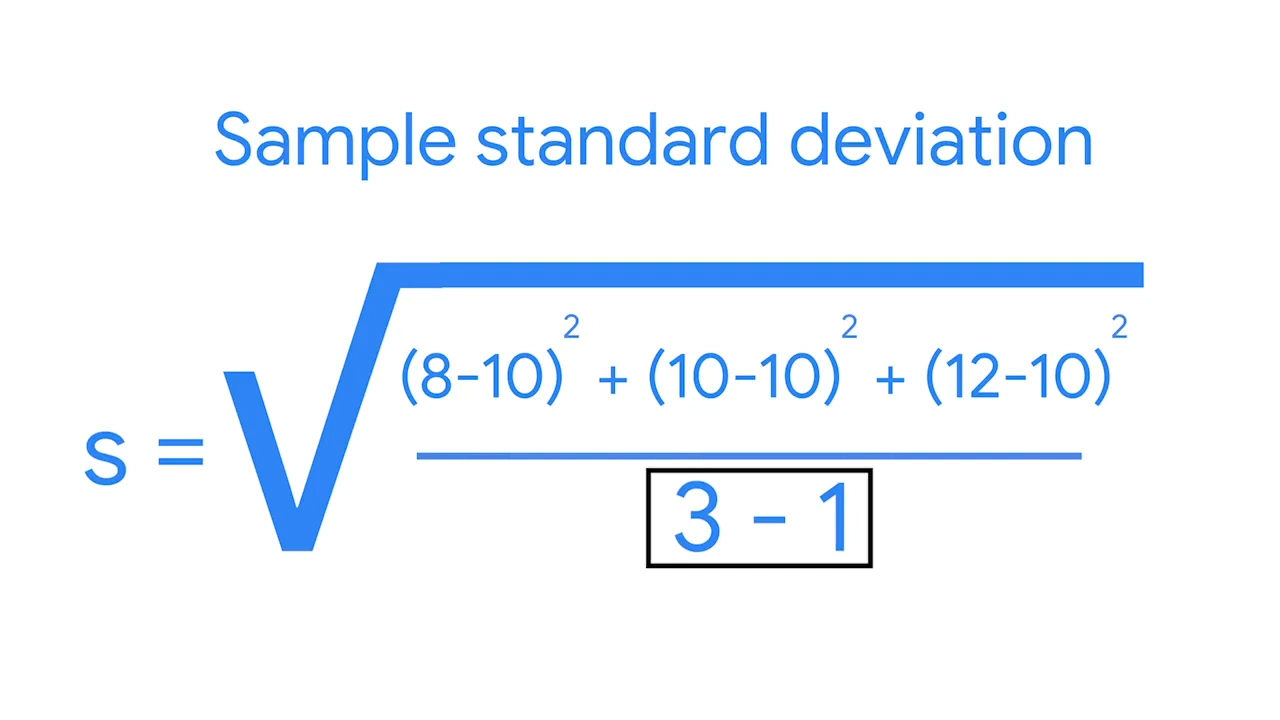 Sample standard deviation
s = √ (8-10)² + (10-10)² + (12-10)²
3 - 1